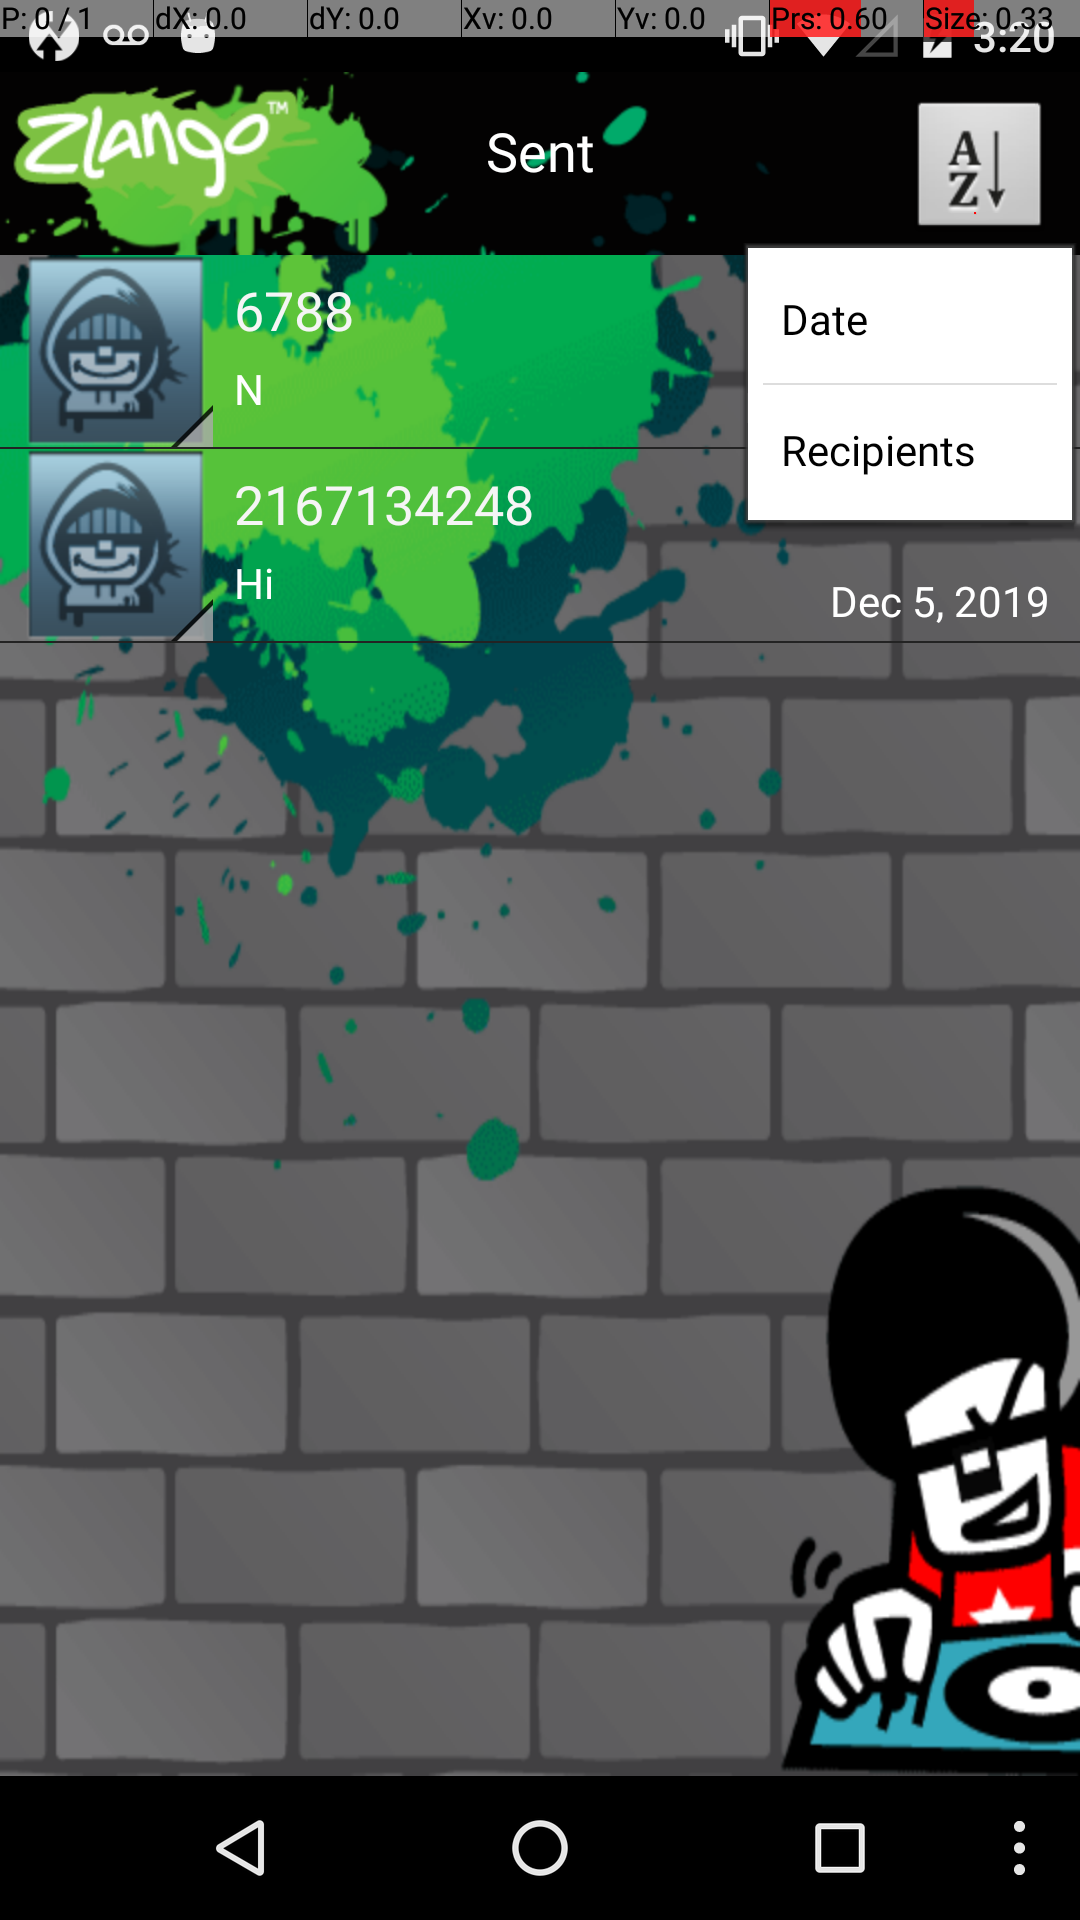 P: 0 / 1 dX: 0.0 dY: 0.0 Xv: 0.0 Yv: 0.0 Prs: 0.60 Size: 0.33
3:20
Zlango™
Sent
A
Z
6788
N
Date
Recipients
2167134248
Hi
Dec 5, 2019